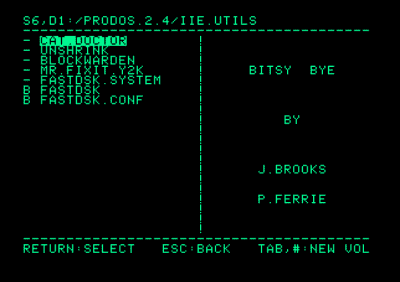 S6,D1:/PRODOS.2.4/IIE.UTILS
- CAT.DOCTOR
- UNSHRINK
- BLOCKWARDEN
- MR.FIXIT.Y2K
- FASTDSK.SYSTEM
B FASTDSK
B FASTDSK.CONF
BITSY BYE
BY
J.BROOKS
P.FERRIE
RETURN:SELECT ESC:BACK TAB,#:NEW VOL